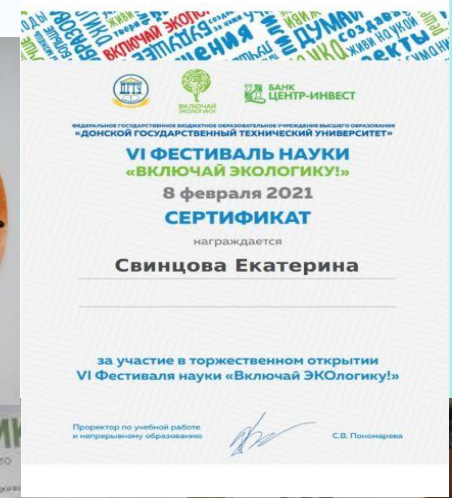 ВКЛЮЧАЙ ЭКОЛОГИКУ!
БАНК
ЦЕНТР-ИНВЕСТ
ФЕДЕРАЛЬНОЕ ГОСУДАРСТВЕННОЕ БЮДЖЕТНОЕ ОБРАЗОВАТЕЛЬНОЕ УЧРЕЖДЕНИЕ ВЫСШЕГО ОБРАЗОВАНИЯ
«ДОНСКОЙ ГОСУДАРСТВЕННЫЙ ТЕХНИЧЕСКИЙ УНИВЕРСИТЕТ»
VI ФЕСТИВАЛЬ НАУКИ
«ВКЛЮЧАЙ ЭКОЛОГИКУ!»
8 февраля 2021
СЕРТИФИКАТ
награждается
Свинцова Екатерина
за участие в торжественном открытии
VI Фестиваля науки «Включай ЭКОлогику!»
Проректор по учебной работе
и непрерывному образованию
С.В. Пономарева